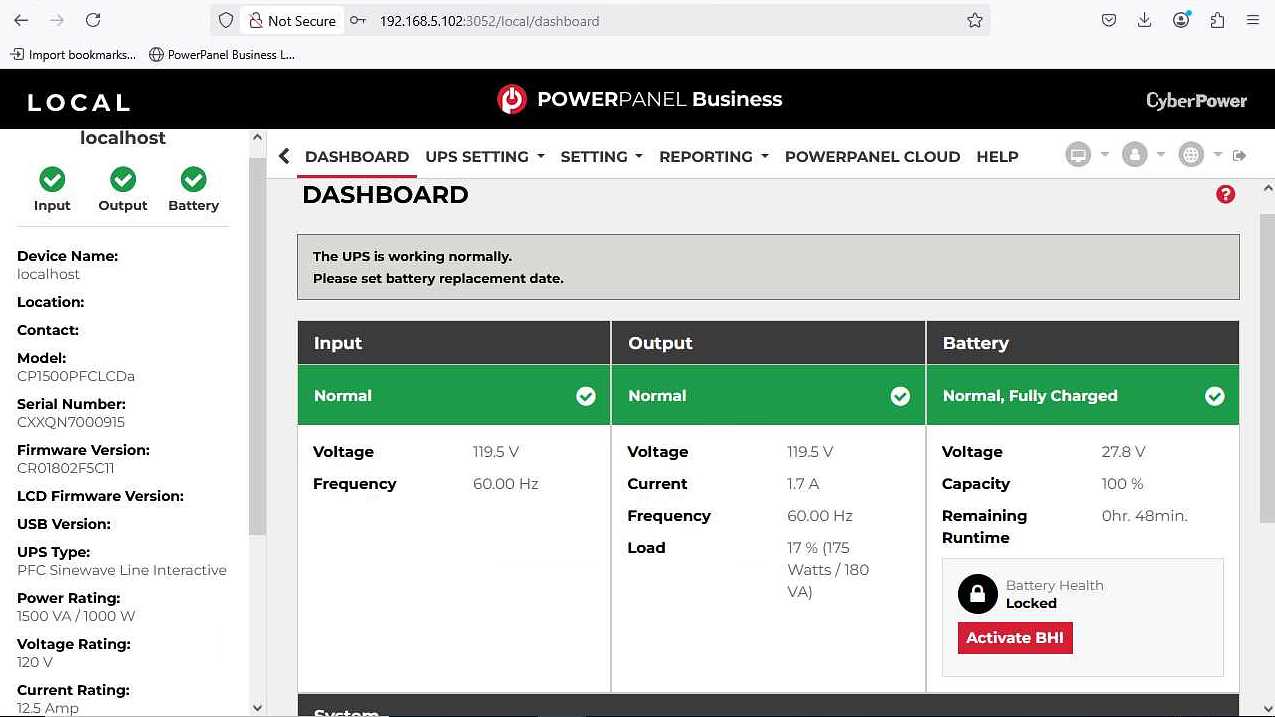 Not Secure
192.168.5.102:3052/local/dashboard
Import bookmarks...
PowerPanel Business L...
LOCAL
POWERPANEL Business
CyberPower
localhost
Input
Output
Battery
Device Name:
localhost
Location:
Contact:
Model:
CP1500PFCLCDa
Serial Number:
CXXQN7000915
Firmware Version:
CR01802F5C11
LCD Firmware Version:
USB Version:
UPS Type:
PFC Sinewave Line Interactive
Power Rating:
1500 VA / 1000 W
Voltage Rating:
120 V
Current Rating:
12.5 Amp
DASHBOARD
UPS SETTING
SETTING
REPORTING
POWERPANEL CLOUD
HELP
DASHBOARD
?
The UPS is working normally.
Please set battery replacement date.
Input
Normal
Voltage 119.5 V
Frequency 60.00 Hz
Output
Normal
Voltage 119.5 V
Current 1.7 A
Frequency 60.00 Hz
Load 17 % (175
Watts / 180
VA)
Battery
Normal, Fully Charged
Voltage 27.8 V
Capacity 100 %
Remaining 0hr. 48min.
Runtime
Battery Health
Locked
Activate BHI
System